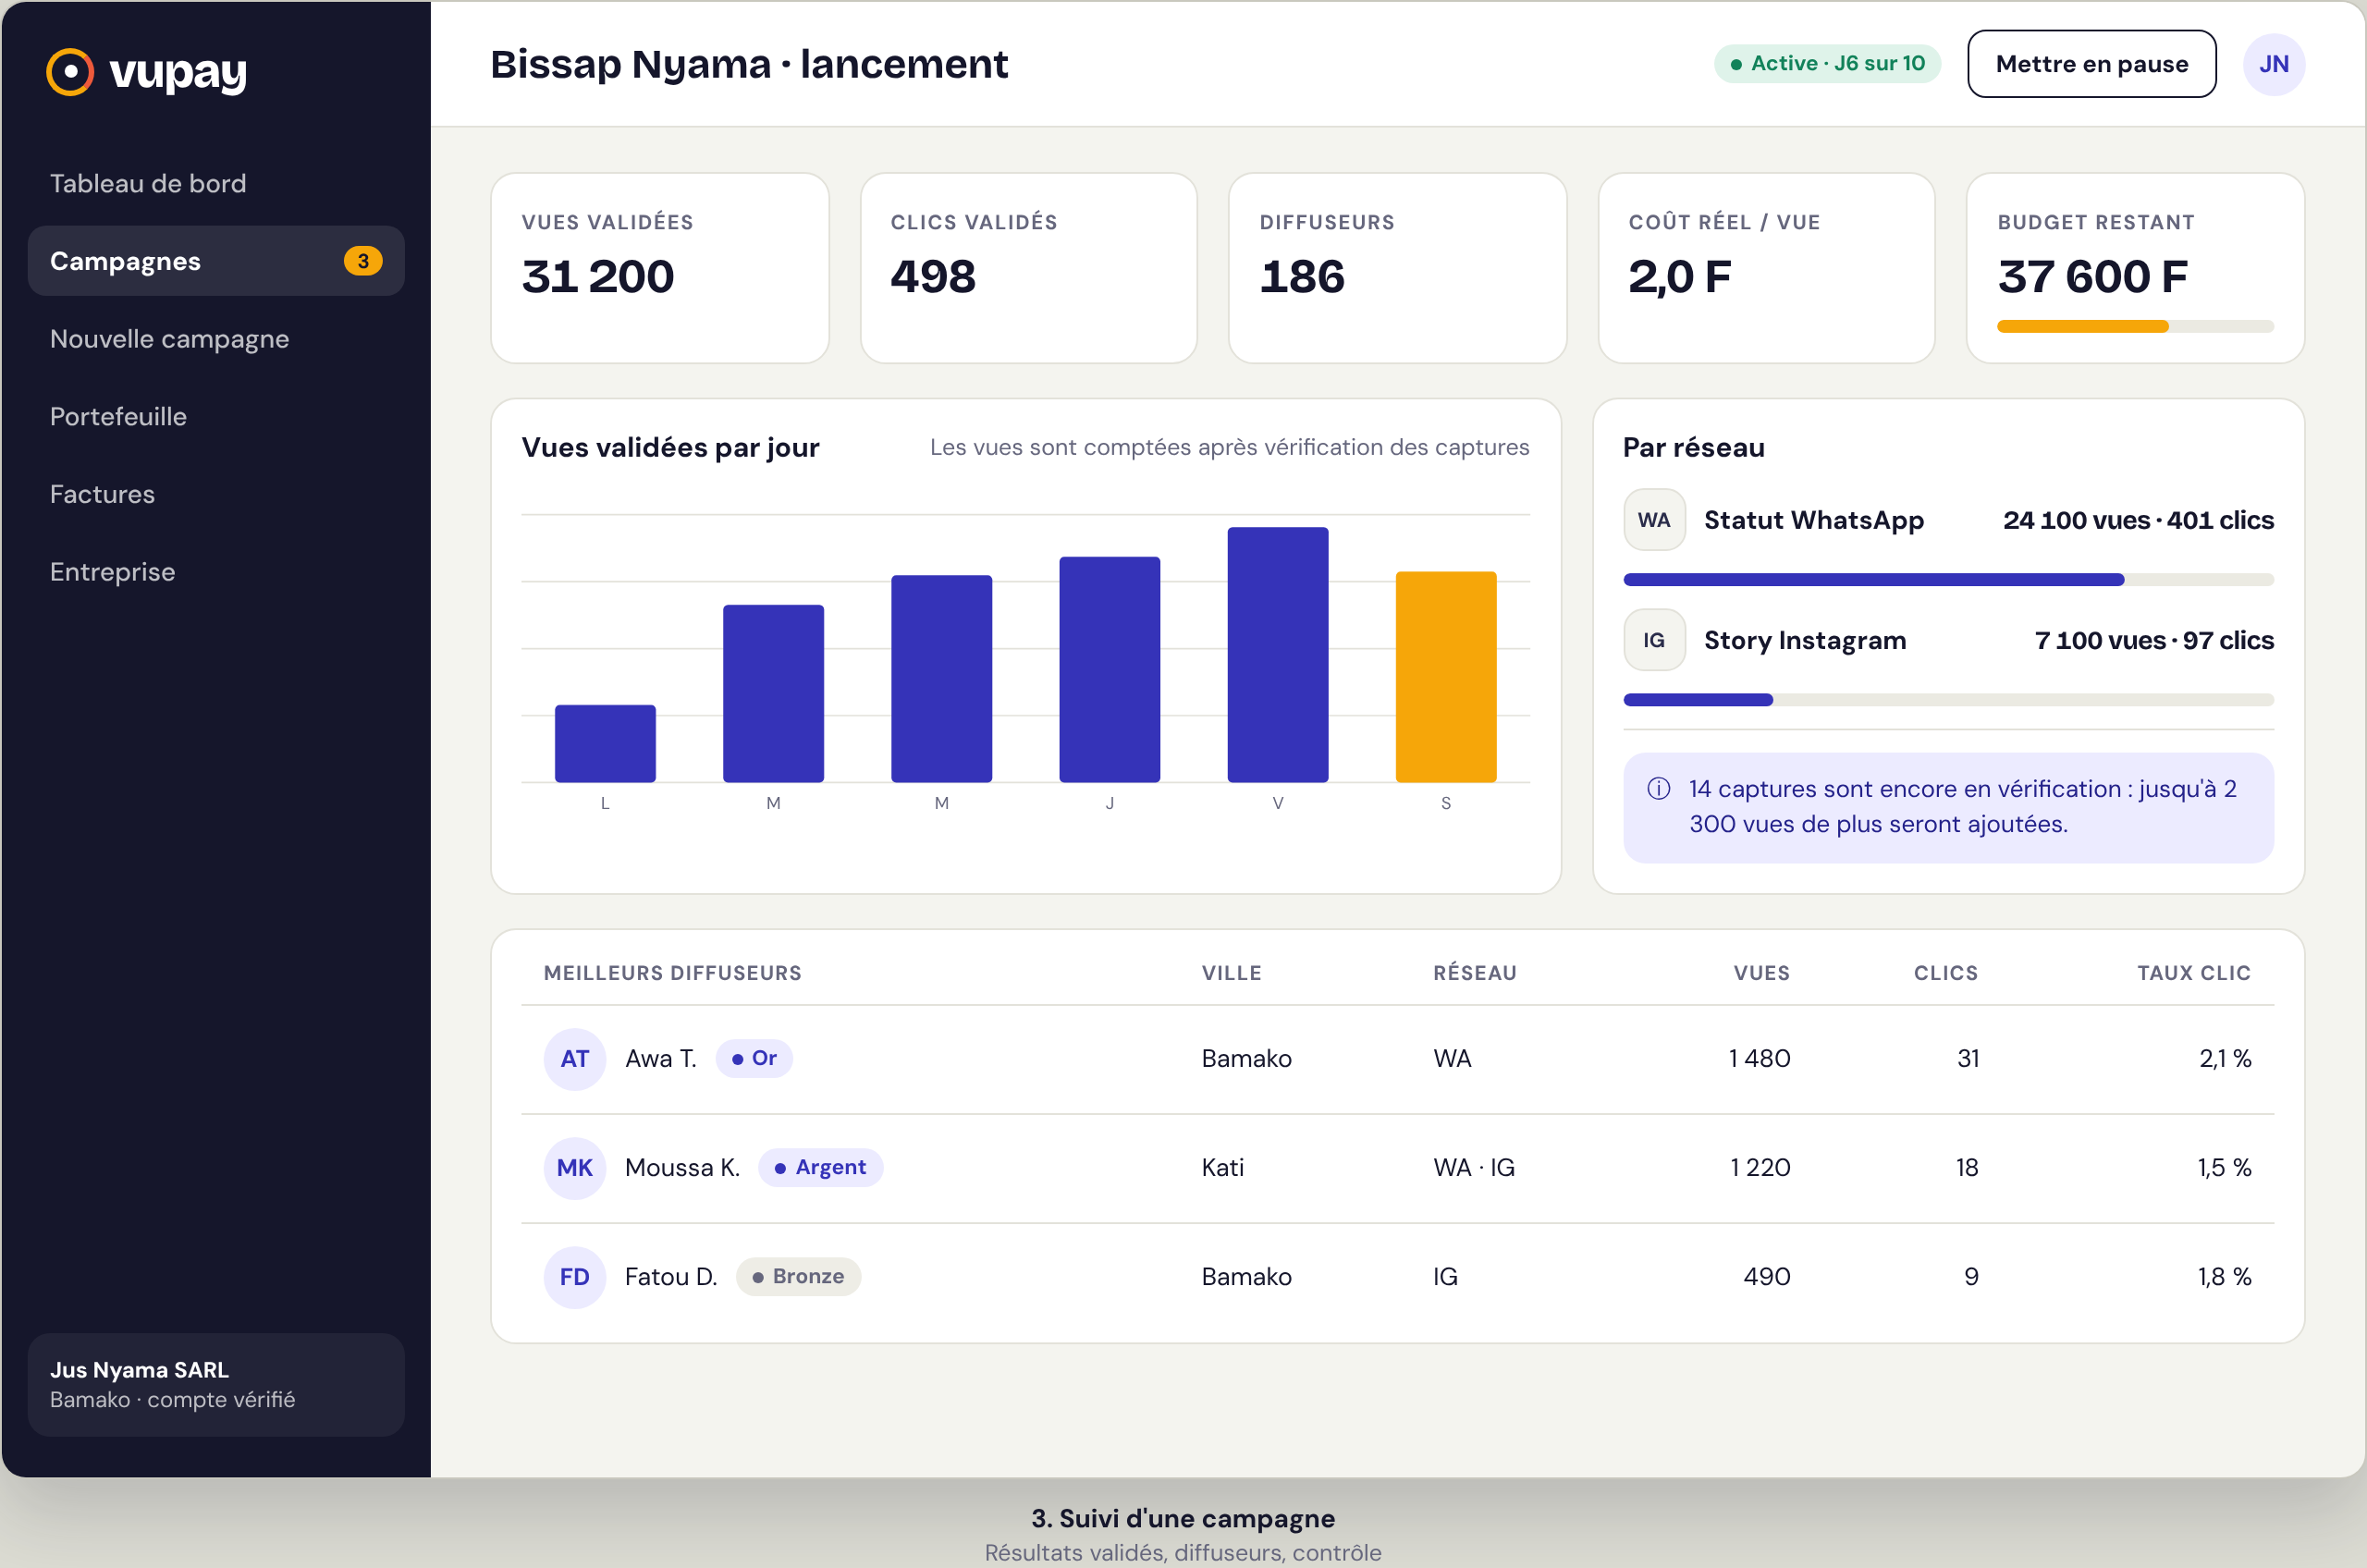 vupay
Tableau de bord
Campagnes 3
Nouvelle campagne
Portefeuille
Factures
Entreprise
Jus Nyama SARL
Bamako · compte vérifié
Bissap Nyama · lancement
Active · J6 sur 10
Mettre en pause
JN
VUES VALIDÉES
31 200
CLICS VALIDÉS
498
DIFFUSEURS
186
COÛT RÉEL / VUE
2,0 F
BUDGET RESTANT
37 600 F
Vues validées par jour
Les vues sont comptées après vérification des captures
L M M J V S
Par réseau
WA Statut WhatsApp 24 100 vues · 401 clics
IG Story Instagram 7 100 vues · 97 clics
14 captures sont encore en vérification : jusqu'à 2
300 vues de plus seront ajoutées.
MEILLEURS DIFFUSEURS VILLE RÉSEAU VUES CLICS TAUX CLIC
AT Awa T. Or Bamako WA 1 480 31 2,1 %
MK Moussa K. Argent Kati WA · IG 1 220 18 1,5 %
FD Fatou D. Bronze Bamako IG 490 9 1,8 %
3. Suivi d'une campagne
Résultats validés, diffuseurs, contrôle